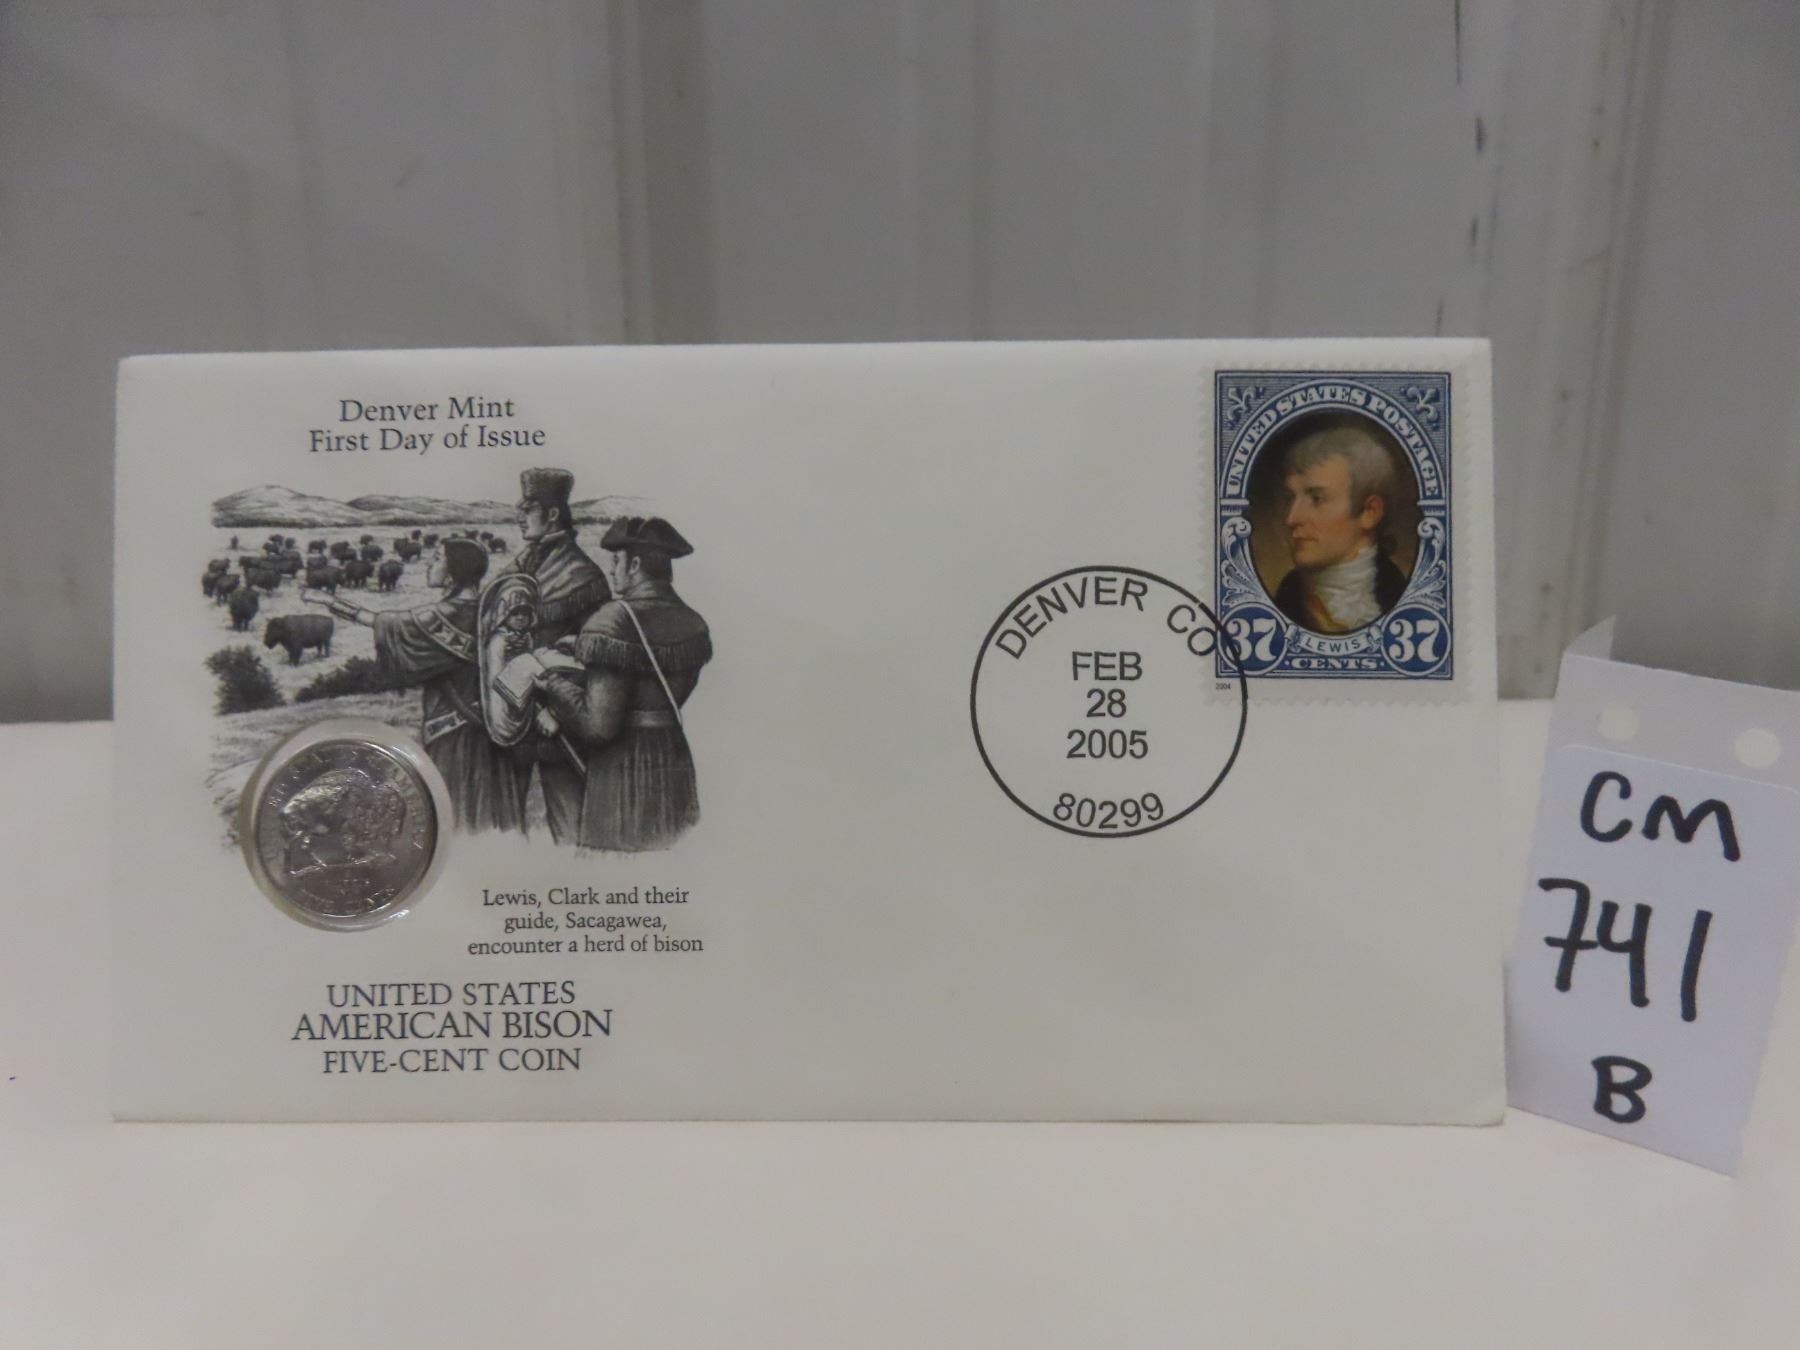 Denver Mint
First Day of Issue
Lewis, Clark and their
guide, Sacagawea,
encounter a herd of bison
UNITED STATES
AMERICAN BISON
FIVE-CENT COIN
DENVER CO
FEB
28
2005
80299
UNITED STATES POSTAGE
37 LEWIS 37
CENTS
2004
CM
741
B